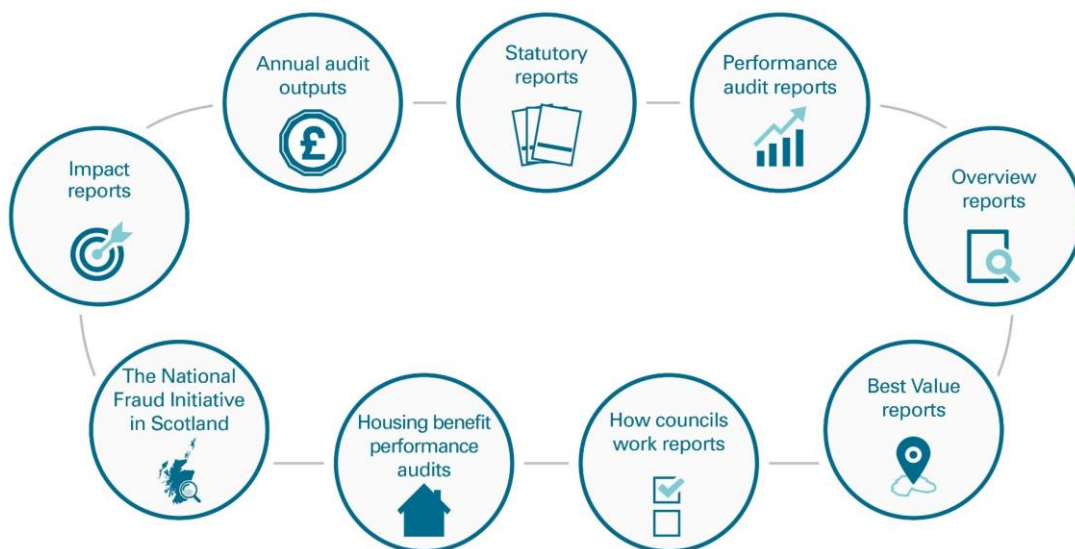 Annual audit
outputs
£
Statutory
reports
Performance
audit reports
Overview
reports
Best Value
reports
How councils
work reports
Housing benefit
performance
audits
The National
Fraud Initiative
in Scotland
Impact
reports